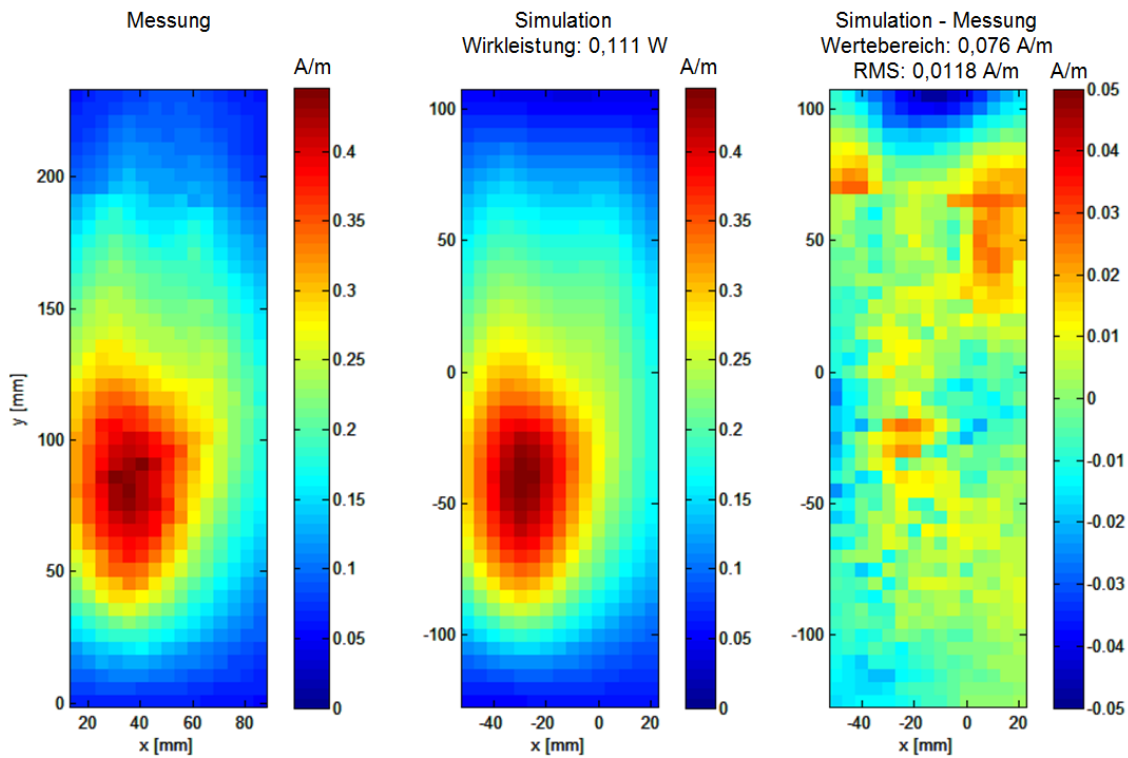 Messung
A/m
200
150
100
50
0
y [mm]
20 40 60 80
x [mm]
0.4
0.35
0.3
0.25
0.2
0.15
0.1
0.05
0
Simulation
Wirkleistung: 0,111 W
A/m
100
50
0
-50
-100
-40 -20 0 20
x [mm]
0.4
0.35
0.3
0.25
0.2
0.15
0.1
0.05
0
Simulation - Messung
Wertebereich: 0,076 A/m
RMS: 0,0118 A/m
A/m
100
50
0
-50
-100
-40 -20 0 20
x [mm]
0.05
0.04
0.03
0.02
0.01
0
-0.01
-0.02
-0.03
-0.04
-0.05